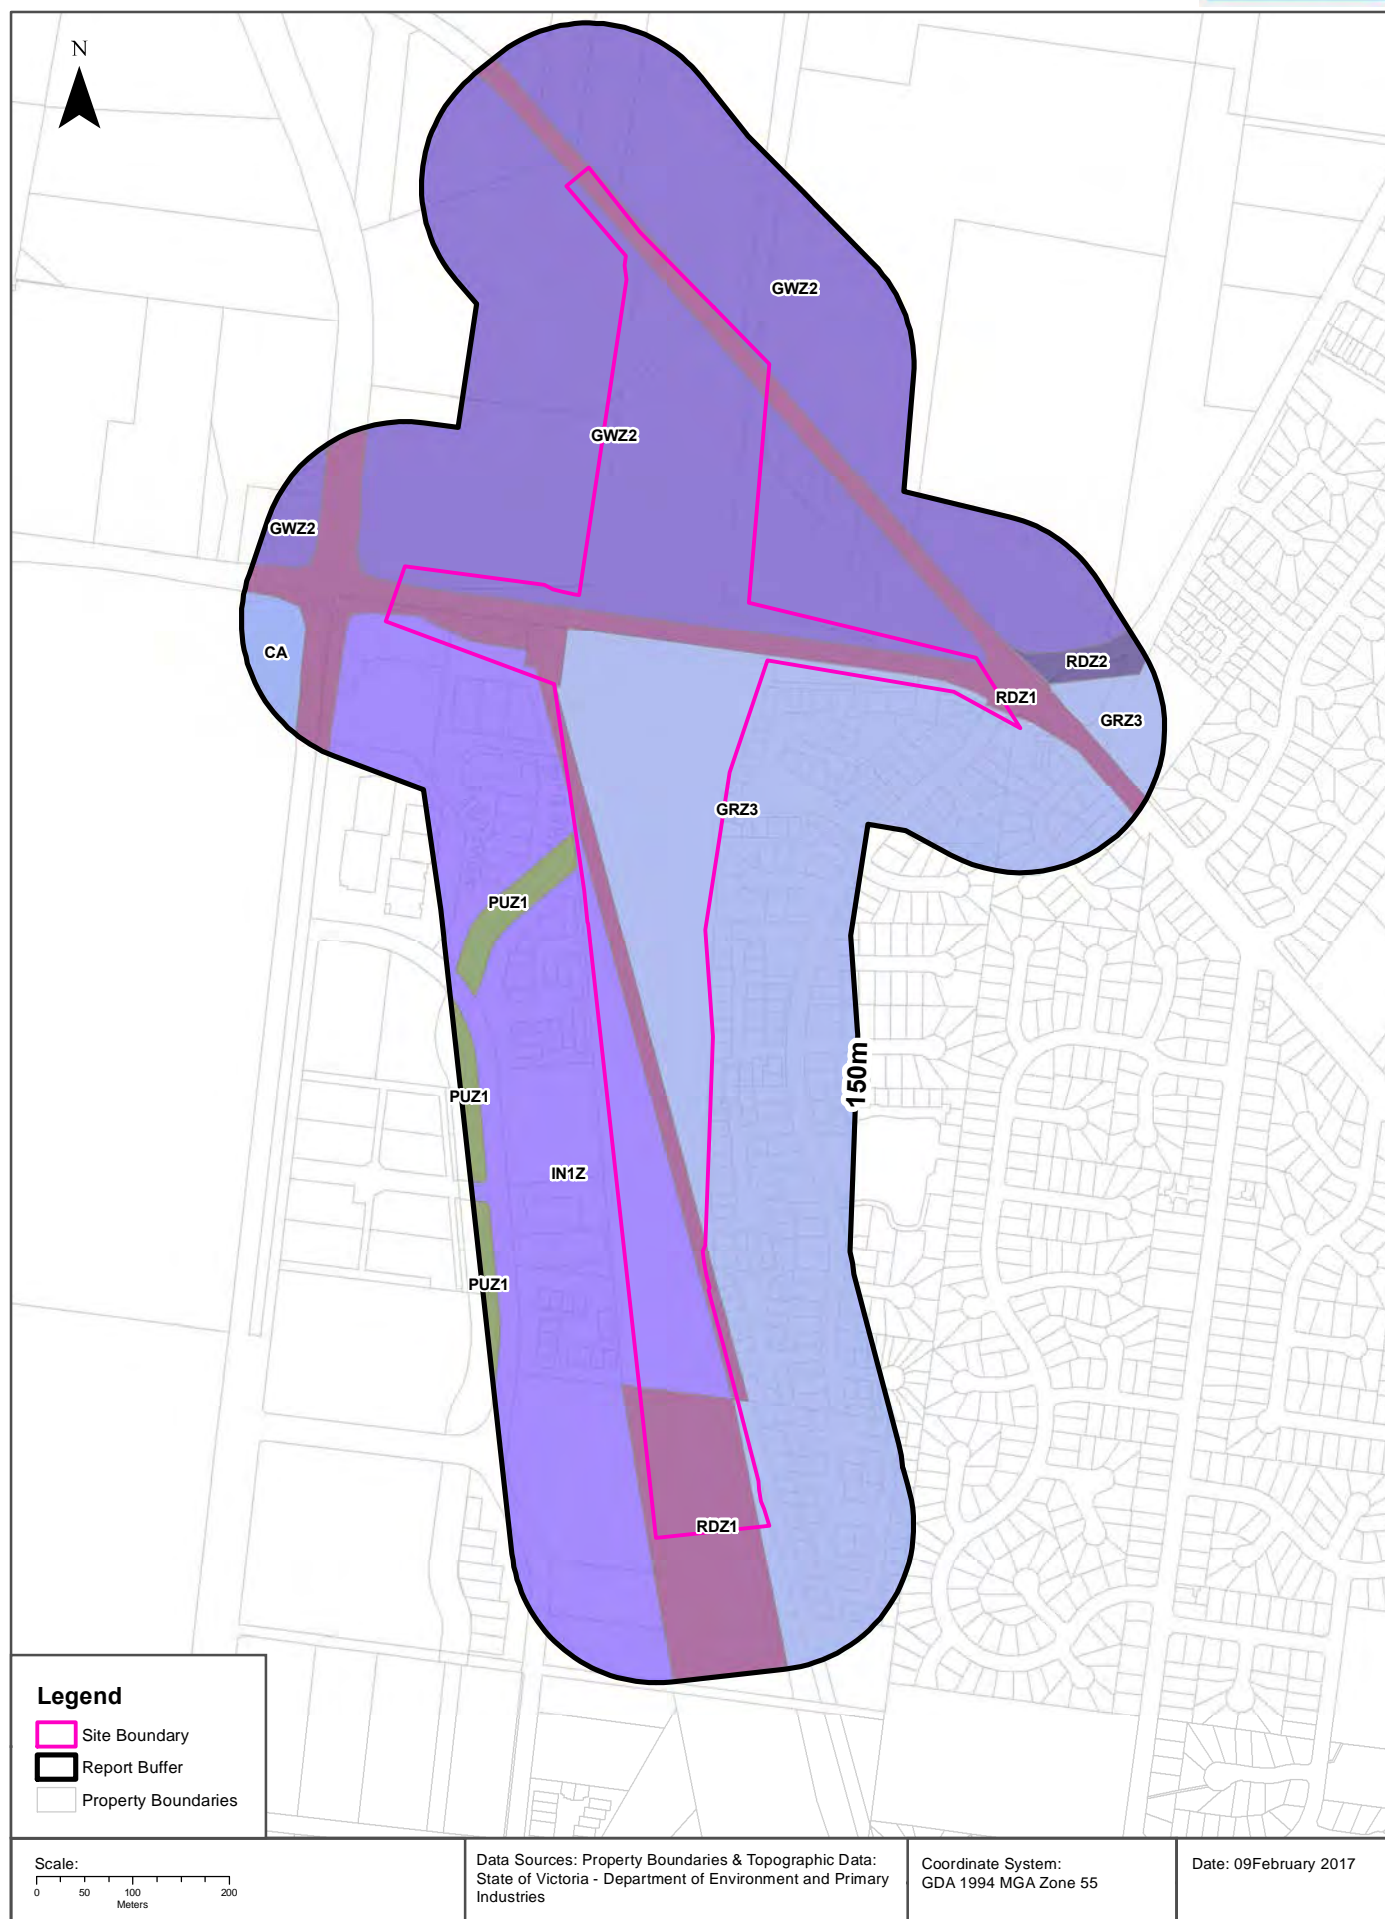 N
GWZ2
GWZ2
GWZ2
CA
RDZ2
RDZ1
GRZ3
GRZ3
PUZ1
150m
PUZ1
IN1Z
PUZ1
RDZ1
Legend
Site Boundary
Report Buffer
Property Boundaries
Scale:
0 50 100 200
Meters
Data Sources: Property Boundaries & Topographic Data:
State of Victoria - Department of Environment and Primary
Industries
Coordinate System:
GDA 1994 MGA Zone 55
Date: 09February 2017